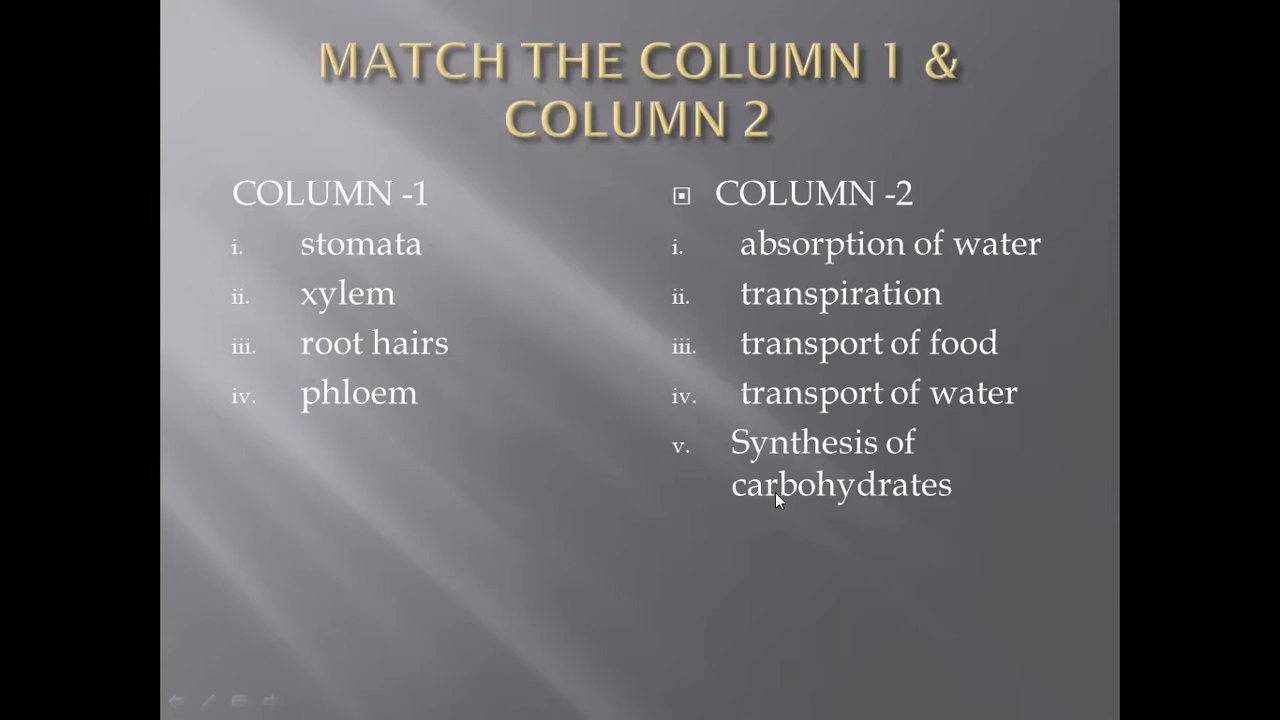 MATCH THE COLUMN 1 &
COLUMN 2
COLUMN -1
i. stomata
ii. xylem
iii. root hairs
iv. phloem
COLUMN -2
i. absorption of water
ii. transpiration
iii. transport of food
iv. transport of water
v. Synthesis of
carbohydrates